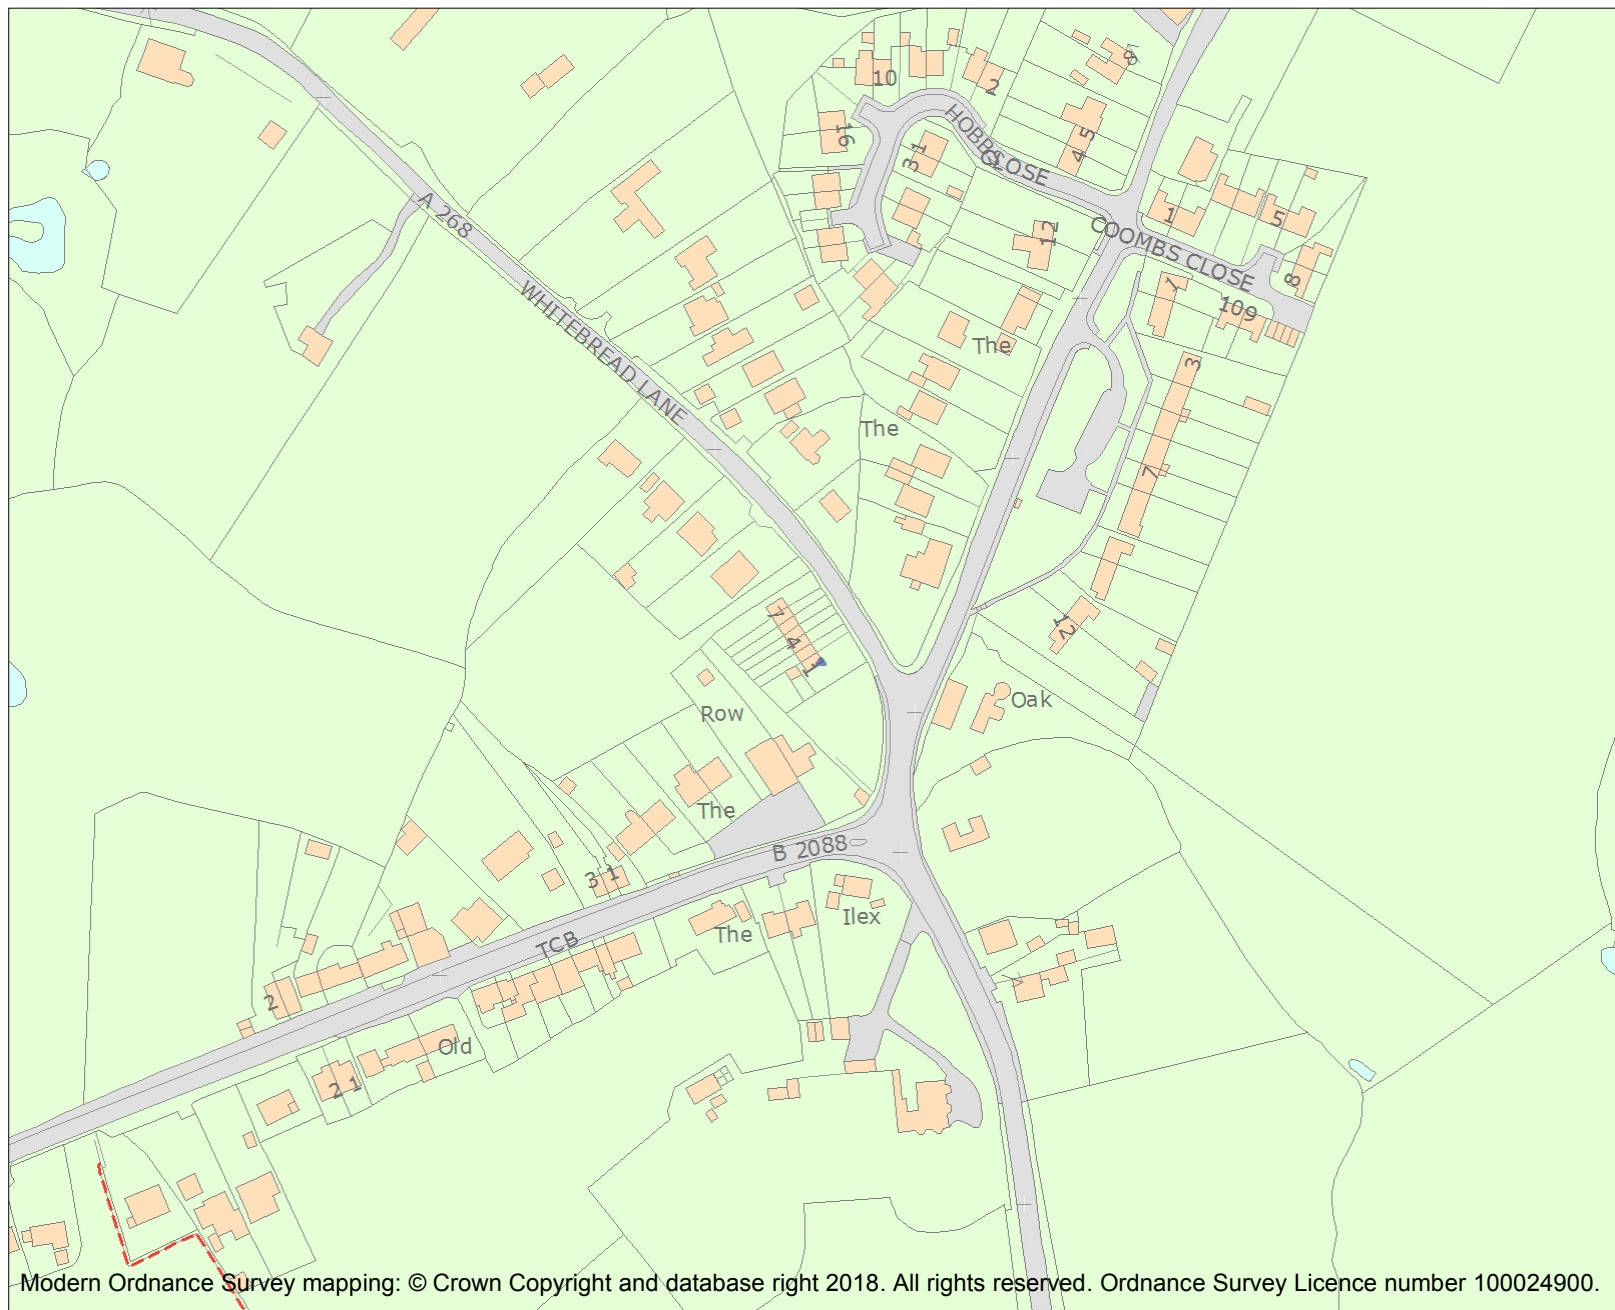 10
2
8
HOBBS
CLOSE
16
3 1
4 5
A 268
12
COOMBS CLOSE
1
5
8
1
109
WHITEBREAD LANE
The
3
The
7
12
7
4
1
Row
Oak
The
B 2088
3 1
Ilex
The
TCB
2
Old
2 1
Modern Ordnance Survey mapping: © Crown Copyright and database right 2018. All rights reserved. Ordnance Survey Licence number 100024900.